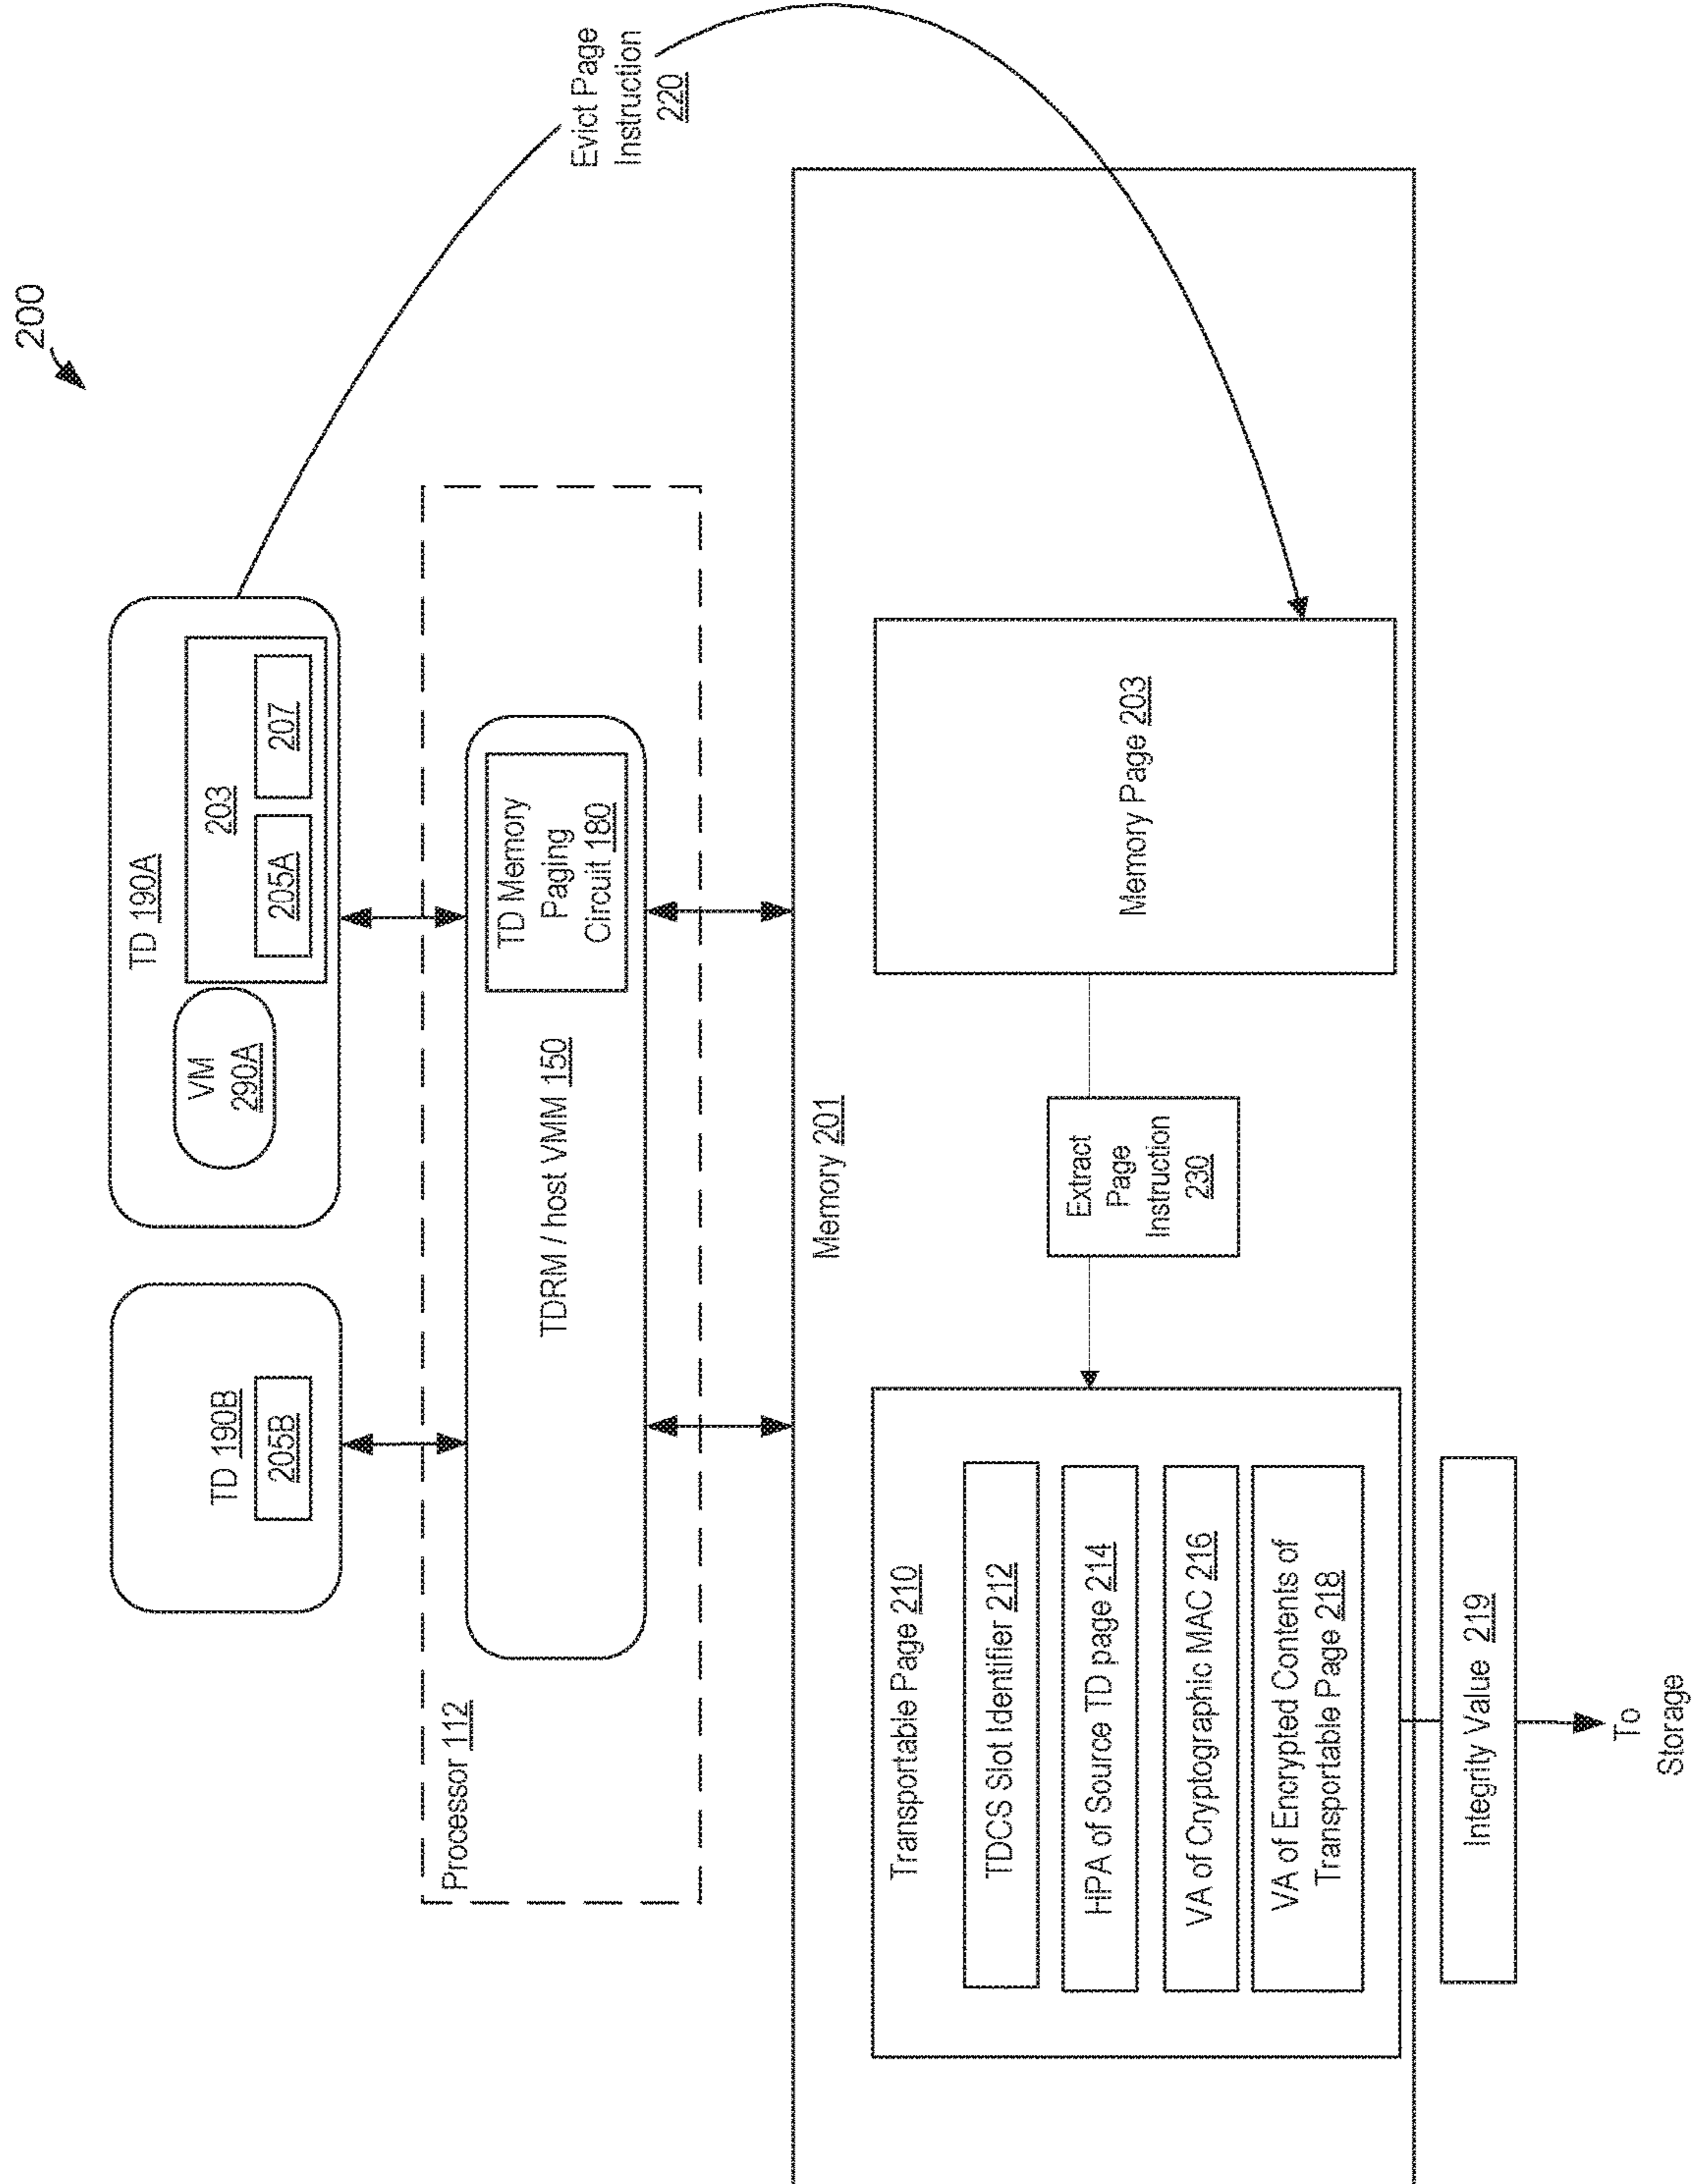 200
TD 190B
205B
TD 190A
VM
290A
203
205A
207
Evict Page
Instruction
220
Processor 112
TDRM / host VMM 150
TD Memory
Paging
Circuit 180
Memory 201
Transportable Page 210
TDCS Slot Identifier 212
HPA of Source TD page 214
VA of Cryptographic MAC 216
VA of Encrypted Contents of
Transportable Page 218
Extract
Page
Instruction
230
Memory Page 203
Integrity Value 219
To
Storage